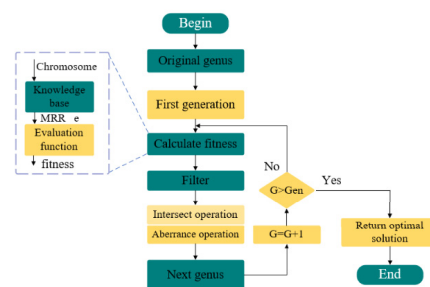 Begin
Original genus
First generation
Calculate fitness
Filter
Intersect operation
Aberrance operation
Next genus
Chromosome
Knowledge
base
MRR e
Evaluation
function
fitness
No
G>Gen
Yes
G=G+1
Return optimal
solution
End